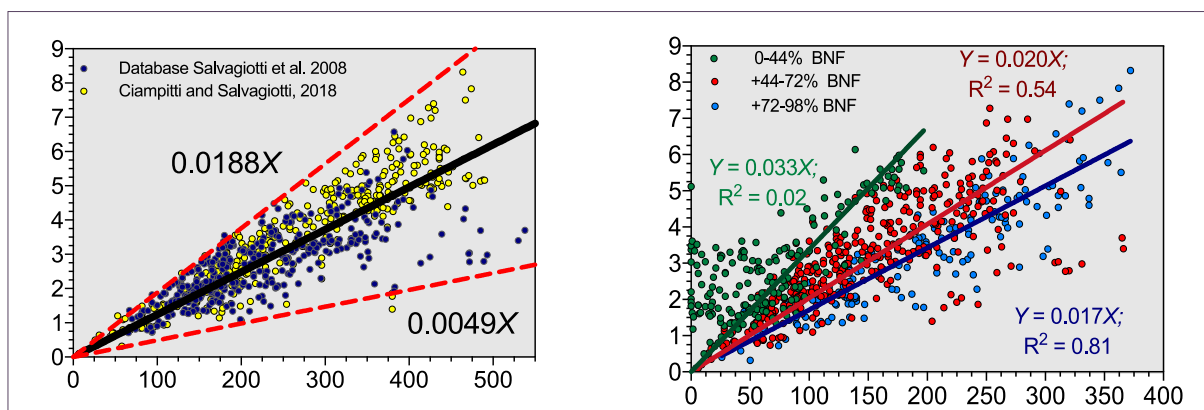 9
8
7
6
5
4
3
2
1
0
Database Salvagiotti et al. 2008
Ciampitti and Salvagiotti, 2018
0.0188X
0.0049X
0 100 200 300 400 500
9
8
7
6
5
4
3
2
1
0
0-44% BNF
+44-72% BNF
+72-98% BNF
Y = 0.020X;
R² = 0.54
Y = 0.033X;
R² = 0.02
Y = 0.017X;
R² = 0.81
0 50 100 150 200 250 300 350 400